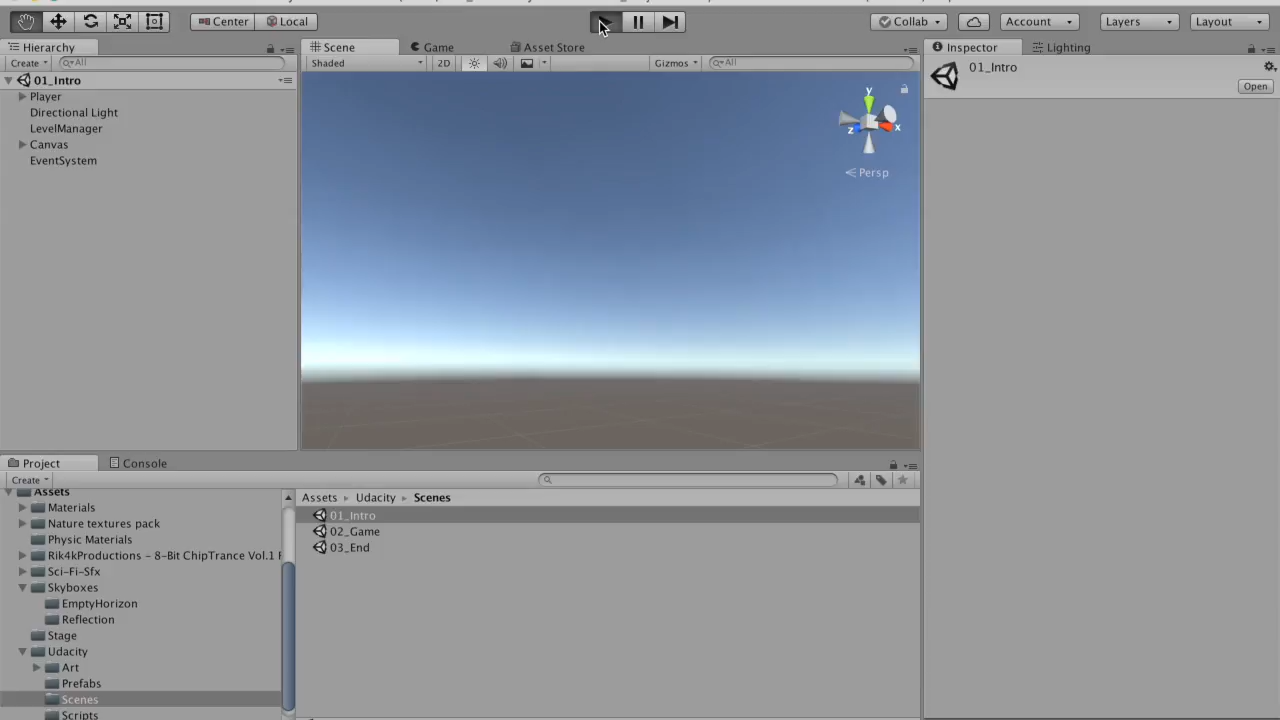 Center Local Collab Account Layers Layout
Hierarchy Scene Game Asset Store Inspector Lighting
Create All Shaded 2D Gizmos All 01_Intro
01_Intro Open
Player
Directional Light
LevelManager
Canvas
EventSystem
y
x
z
Persp
Project Console
Create
Assets Assets Udacity Scenes
Materials 01_Intro
Nature textures pack 02_Game
Physic Materials 03_End
Rik4kProductions - 8-Bit ChipTrance Vol.1
Sci-Fi-Sfx
Skyboxes
EmptyHorizon
Reflection
Stage
Udacity
Art
Prefabs
Scenes
Scripts